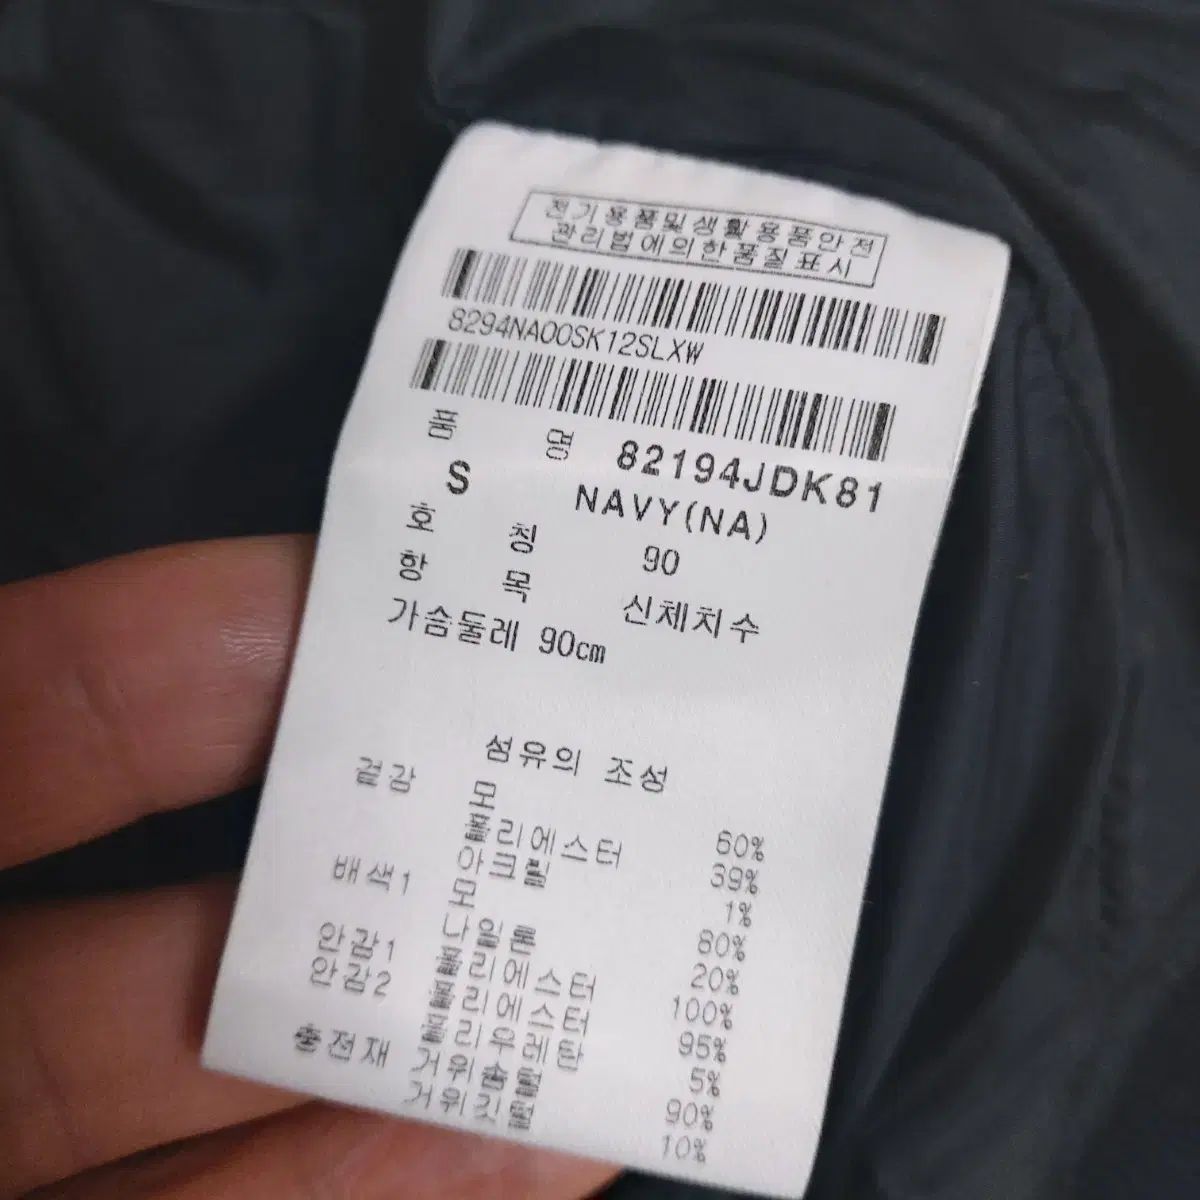 전기용품및생활용품안전
관리법에의한품질표시
8294NA00SK12SLXW
품 명 82194JDK81
S NAVY(NA)
호 칭 90
항 목 신체치수
가슴둘레 90cm
섬유의 조성
겉감 모 60%
폴리에스터 39%
아크릴 1%
배색1 모 80%
나일론 20%
안감1 폴리에스터 100%
안감2 폴리에스터 95%
폴리우레탄 5%
충전재 거위솜털 90%
거위깃털 10%